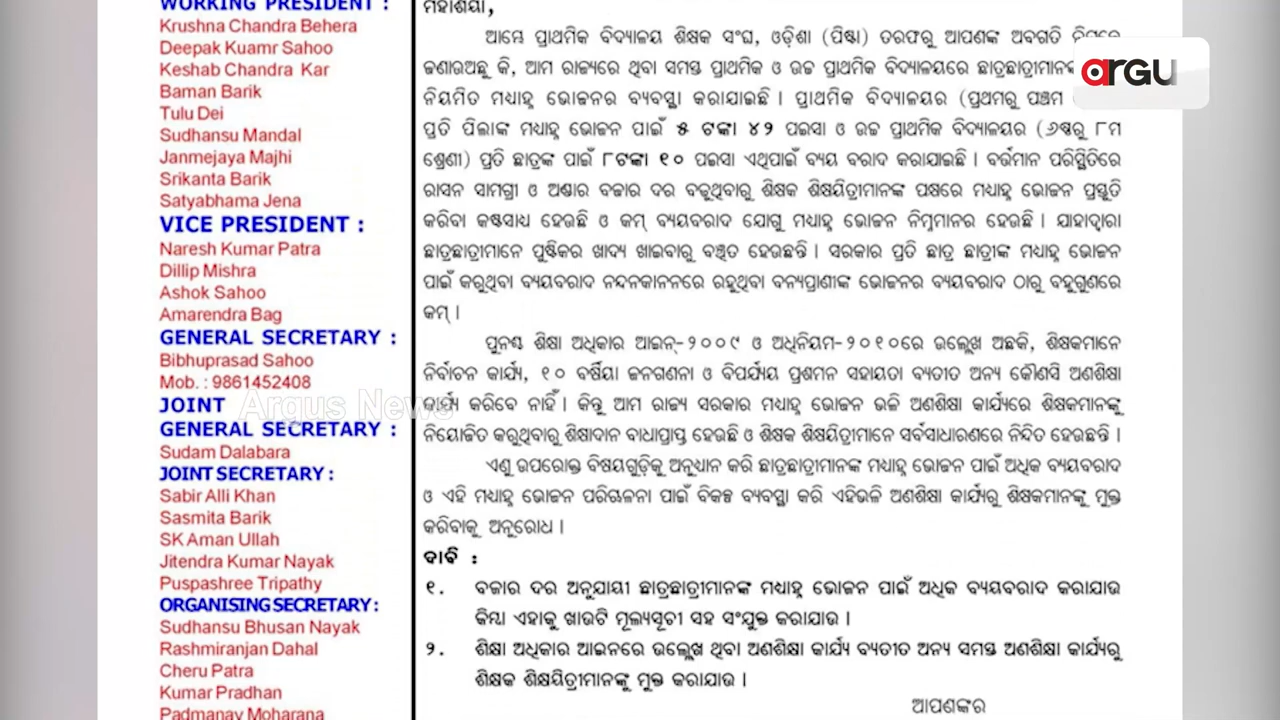 WORKING PRESIDENT :
Krushna Chandra Behera
Deepak Kuamr Sahoo
Keshab Chandra Kar
Baman Barik
Tulu Dei
Sudhansu Mandal
Janmejaya Majhi
Srikanta Barik
Satyabhama Jena
VICE PRESIDENT :
Naresh Kumar Patra
Dillip Mishra
Ashok Sahoo
Amarendra Bag
GENERAL SECRETARY :
Bibhuprasad Sahoo
Mob. : 9861452408
JOINT
GENERAL SECRETARY :
Sudam Dalabara
JOINT SECRETARY :
Sabir Alli Khan
Sasmita Barik
SK Aman Ullah
Jitendra Kumar Nayak
Puspashree Tripathy
ORGANISING SECRETARY :
Sudhansu Bhusan Nayak
Rashmiranjan Dahal
Cheru Patra
Kumar Pradhan
Padmanav Moharana
ମହାଶୟା,
ଆମ୍ଭେ ପ୍ରାଥମିକ ବିଦ୍ୟାଳୟ ଶିକ୍ଷକ ସଂଘ, ଓଡ଼ିଶା (ପିଷ୍ଟା) ତରଫରୁ ଆପଣଙ୍କ ଅବଗତି
ଜଣାଉଅଛୁ କି, ଆମ ରାଜ୍ୟରେ ଥିବା ସମସ୍ତ ପ୍ରାଥମିକ ଓ ଉଚ୍ଚ ପ୍ରାଥମିକ ବିଦ୍ୟାଳୟରେ ଛାତ୍ରଛାତ୍ରୀମାନଙ୍କ
ନିୟମିତ ମଧ୍ୟାହ୍ନ ଭୋଜନର ବ୍ୟବସ୍ଥା କରାଯାଇଛି । ପ୍ରାଥମିକ ବିଦ୍ୟାଳୟର (ପ୍ରଥମରୁ ପଞ୍ଚମ
ପ୍ରତି ପିଲାଙ୍କ ମଧ୍ୟାହ୍ନ ଭୋଜନ ପାଇଁ ୫ ଟଙ୍କା ୪୨ ପଇସା ଓ ଉଚ୍ଚ ପ୍ରାଥମିକ ବିଦ୍ୟାଳୟର (୬ଷ୍ଠରୁ ୮ମ
ଶ୍ରେଣୀ) ପ୍ରତି ଛାତ୍ରଙ୍କ ପାଇଁ ୮ଟଙ୍କା ୧୦ ପଇସା ଏଥିପାଇଁ ବ୍ୟୟ ବରାଦ କରାଯାଇଛି । ବର୍ତ୍ତମାନ ପରିସ୍ଥିତିରେ
ରାସନ ସାମଗ୍ରୀ ଓ ଅଣ୍ଡାର ବଜାର ଦର ବଢୁଥିବାରୁ ଶିକ୍ଷକ ଶିକ୍ଷୟିତ୍ରୀମାନଙ୍କ ପକ୍ଷରେ ମଧ୍ୟାହ୍ନ ଭୋଜନ ପ୍ରସ୍ତୁତି
କରିବା କଷ୍ଟସାଧ୍ୟ ହେଉଛି ଓ କମ୍ ବ୍ୟୟବରାଦ ଯୋଗୁ ମଧ୍ୟାହ୍ନ ଭୋଜନ ନିମ୍ନମାନର ହେଉଛି । ଯାହାଦ୍ୱାରା
ଛାତ୍ରଛାତ୍ରୀମାନେ ପୁଷ୍ଟିକର ଖାଦ୍ୟ ଖାଇବାରୁ ବଞ୍ଚିତ ହେଉଛନ୍ତି । ସରକାର ପ୍ରତି ଛାତ୍ର ଛାତ୍ରୀଙ୍କ ମଧ୍ୟାହ୍ନ ଭୋଜନ
ପାଇଁ କରୁଥିବା ବ୍ୟୟବରାଦ ନନ୍ଦନକାନନରେ ରହୁଥିବା ବନ୍ୟପ୍ରାଣୀଙ୍କ ଭୋଜନର ବ୍ୟୟବରାଦ ଠାରୁ ବହୁଗୁଣରେ
କମ୍ ।
ପୁନଶ୍ଚ ଶିକ୍ଷା ଅଧିକାର ଆଇନ୍-୨୦୦୯ ଓ ଅଧିନିୟମ-୨୦୧୦ରେ ଉଲ୍ଲେଖ ଅଛକି, ଶିକ୍ଷକମାନେ
ନିର୍ବାଚନ କାର୍ଯ୍ୟ, ୧୦ ବର୍ଷିୟା ଜନଗଣନା ଓ ବିପର୍ଯ୍ୟୟ ପ୍ରଶମନ ସହାୟତା ବ୍ୟତୀତ ଅନ୍ୟ କୌଣସି ଅଣଶିକ୍ଷା
କାର୍ଯ୍ୟ କରିବେ ନାହିଁ । କିନ୍ତୁ ଆମ ରାଜ୍ୟ ସରକାର ମଧ୍ୟାହ୍ନ ଭୋଜନ ଭଳି ଅଣଶିକ୍ଷା କାର୍ଯ୍ୟରେ ଶିକ୍ଷକମାନଙ୍କୁ
ନିୟୋଜିତ କରୁଥିବାରୁ ଶିକ୍ଷାଦାନ ବାଧାପ୍ରାପ୍ତ ହେଉଛି ଓ ଶିକ୍ଷକ ଶିକ୍ଷୟିତ୍ରୀମାନେ ସର୍ବସାଧାରଣରେ ନିନ୍ଦିତ ହେଉଛନ୍ତି ।
ଏଣୁ ଉପରୋକ୍ତ ବିଷୟଗୁଡ଼ିକୁ ଅନୁଧ୍ୟାନ କରି ଛାତ୍ରଛାତ୍ରୀମାନଙ୍କ ମଧ୍ୟାହ୍ନ ଭୋଜନ ପାଇଁ ଅଧିକ ବ୍ୟୟବରାଦ
ଓ ଏହି ମଧ୍ୟାହ୍ନ ଭୋଜନ ପରିଚାଳନା ପାଇଁ ବିକଳ୍ପ ବ୍ୟବସ୍ଥା କରି ଏହିଭଳି ଅଣଶିକ୍ଷା କାର୍ଯ୍ୟରୁ ଶିକ୍ଷକମାନଙ୍କୁ ମୁକ୍ତ
କରିବାକୁ ଅନୁରୋଧ ।
ଦାବି :
୧. ବଜାର ଦର ଅନୁଯାୟୀ ଛାତ୍ରଛାତ୍ରୀମାନଙ୍କ ମଧ୍ୟାହ୍ନ ଭୋଜନ ପାଇଁ ଅଧିକ ବ୍ୟୟବରାଦ କରାଯାଉ
କିମ୍ବା ଏହାକୁ ଖାଉଟି ମୂଲ୍ୟସୂଚୀ ସହ ସଂଯୁକ୍ତ କରାଯାଉ ।
୨. ଶିକ୍ଷା ଅଧିକାର ଆଇନରେ ଉଲ୍ଲେଖ ଥିବା ଅଣଶିକ୍ଷା କାର୍ଯ୍ୟ ବ୍ୟତୀତ ଅନ୍ୟ ସମସ୍ତ ଅଣଶିକ୍ଷା କାର୍ଯ୍ୟରୁ
ଶିକ୍ଷକ ଶିକ୍ଷୟିତ୍ରୀମାନଙ୍କୁ ମୁକ୍ତ କରାଯାଉ ।
ଆପଣଙ୍କର
ARGU
Argus News